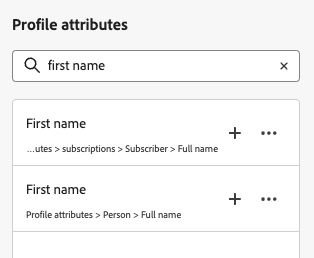 Profile attributes
first name
First name
...utes > subscriptions > Subscriber > Full name
First name
Profile attributes > Person > Full name